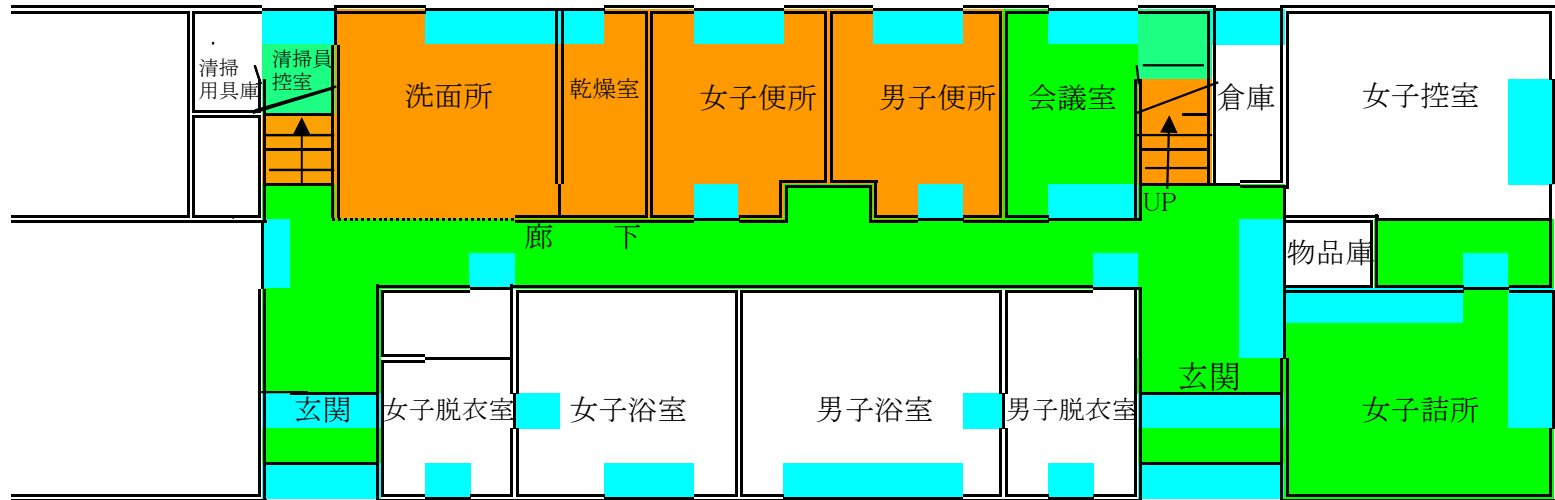 清掃
用具庫
清掃員
控室
洗面所
乾燥室
女子便所
男子便所
会議室
倉庫
女子控室
UP
廊　下
物品庫
玄関
女子脱衣室
女子浴室
男子浴室
男子脱衣室
玄関
女子詰所